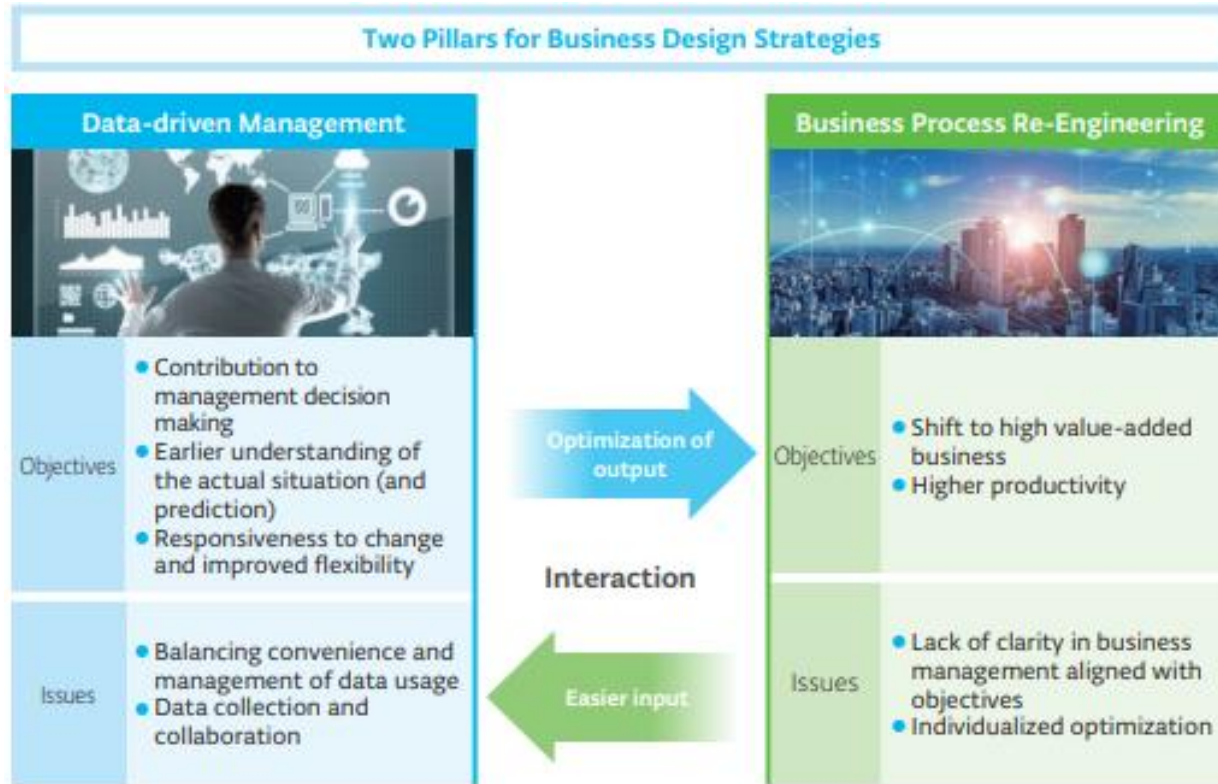 Two Pillars for Business Design Strategies
Data-driven Management
Objectives
Contribution to
management decision
making
Earlier understanding of
the actual situation (and
prediction)
Responsiveness to change
and improved flexibility
Issues
Balancing convenience and
management of data usage
Data collection and
collaboration
Optimization of
output
Interaction
Easier input
Business Process Re-Engineering
Objectives
Shift to high value-added
business
Higher productivity
Issues
Lack of clarity in business
management aligned with
objectives
Individualized optimization